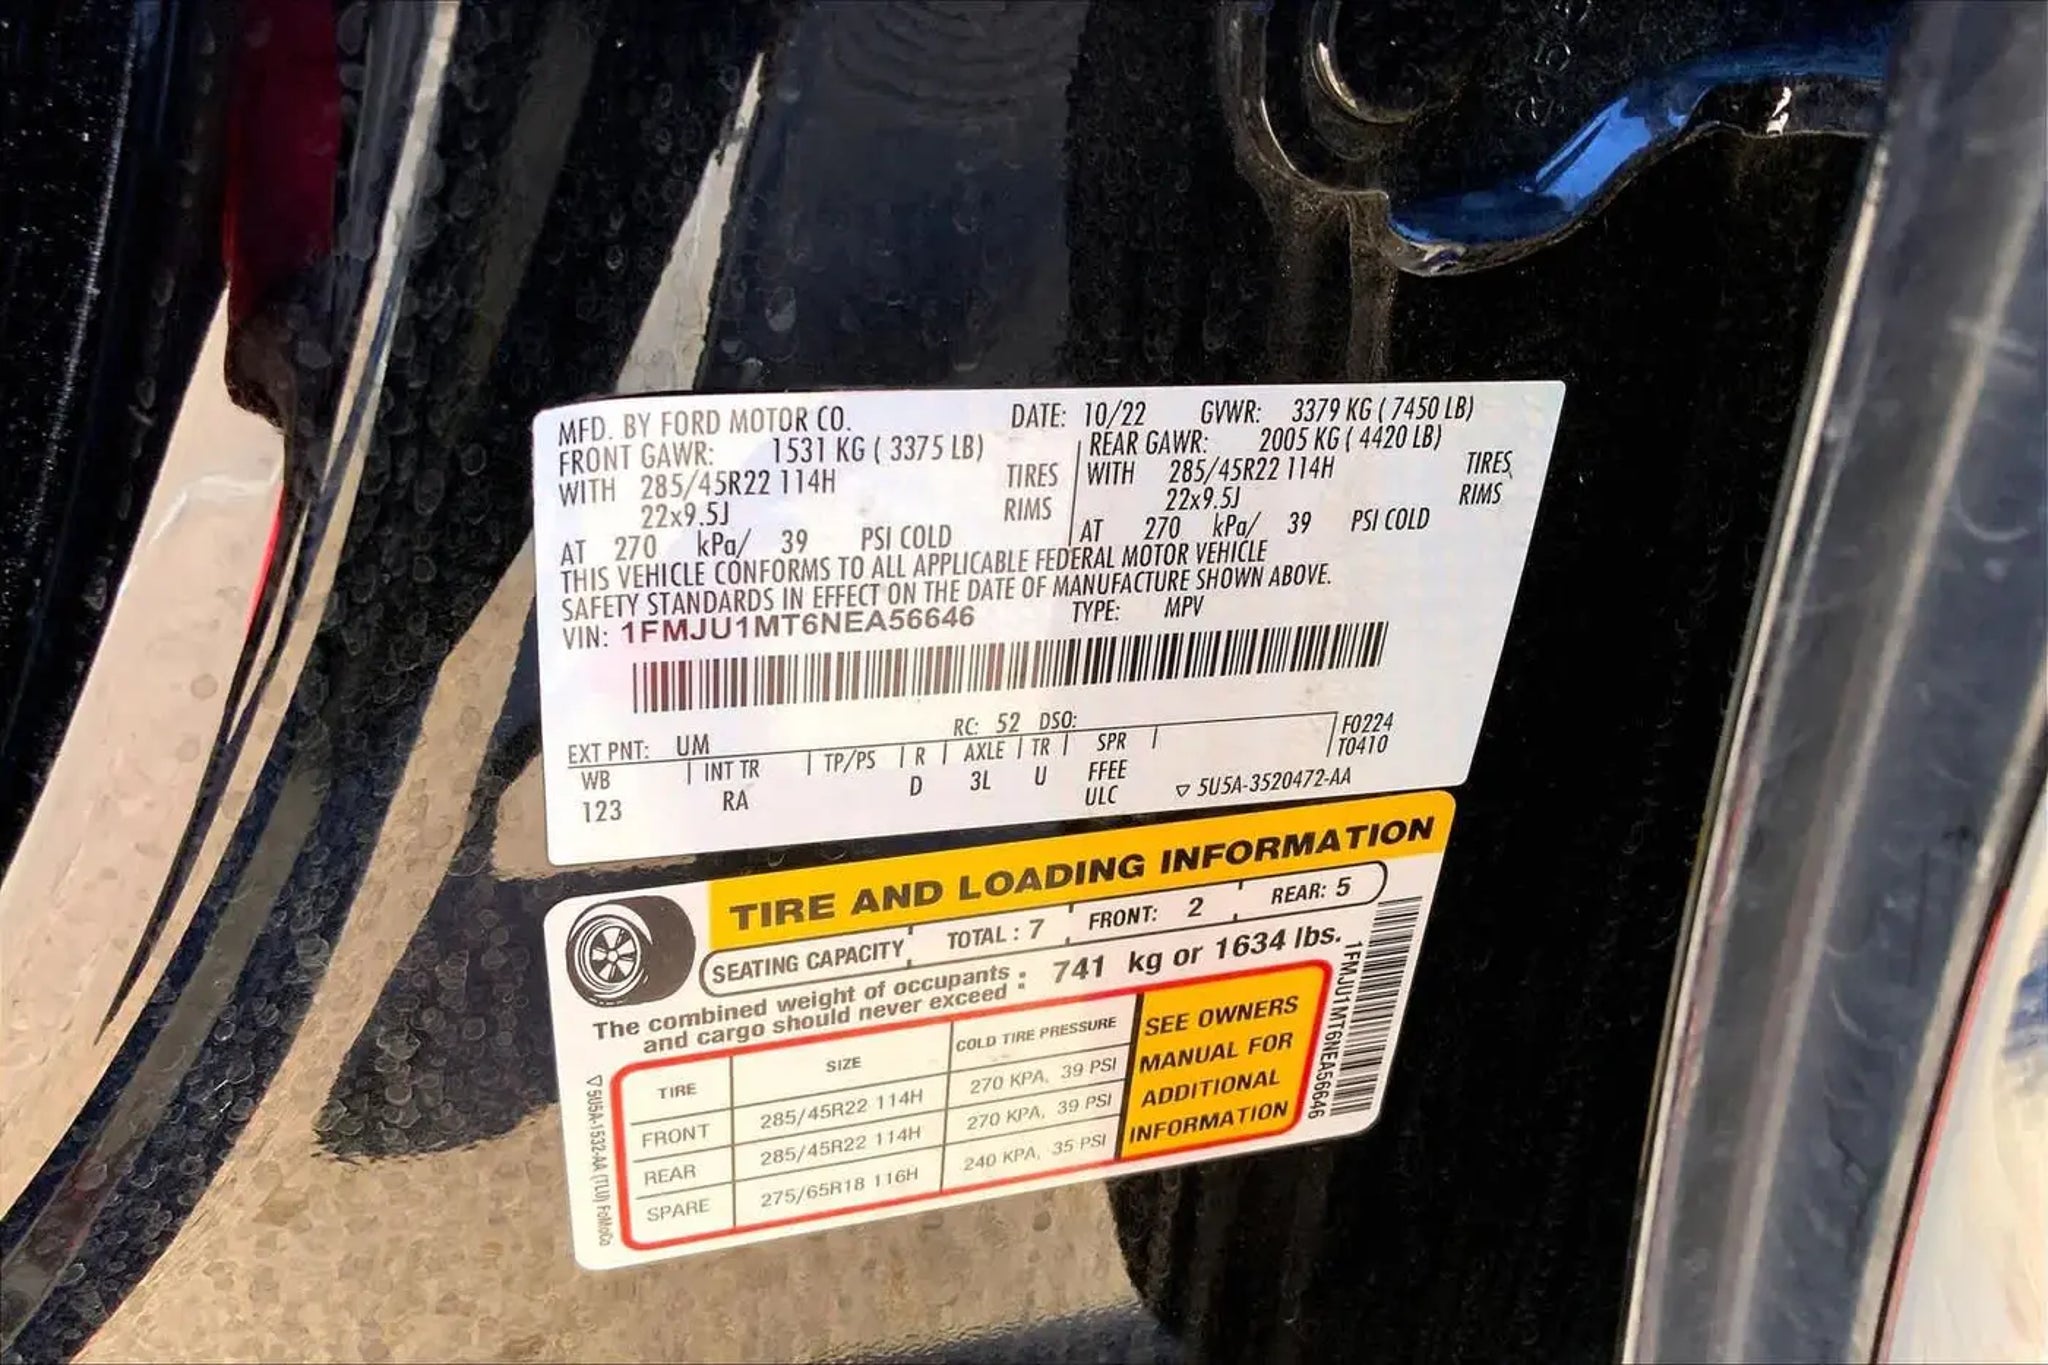 MFD. BY FORD MOTOR CO. DATE: 10/22 GVWR: 3379 KG ( 7450 LB)
FRONT GAWR: 1531 KG ( 3375 LB) REAR GAWR: 2005 KG ( 4420 LB)
WITH 285/45R22 114H TIRES WITH 285/45R22 114H TIRES
22x9.5J RIMS 22x9.5J RIMS
AT 270 kPa/ 39 PSI COLD AT 270 kPa/ 39 PSI COLD
THIS VEHICLE CONFORMS TO ALL APPLICABLE FEDERAL MOTOR VEHICLE
SAFETY STANDARDS IN EFFECT ON THE DATE OF MANUFACTURE SHOWN ABOVE.
VIN: 1FMJU1MT6NEA56646 TYPE: MPV
EXT PNT: UM RC: 52 DSO: F0224
WB INT TR TP/PS R AXLE TR SPR T0410
123 RA D 3L U FFEE
ULC 5U5A-3520472-AA
TIRE AND LOADING INFORMATION
SEATING CAPACITY TOTAL : 7 FRONT: 2 REAR: 5
The combined weight of occupants
and cargo should never exceed : 741 kg or 1634 lbs.
TIRE SIZE COLD TIRE PRESSURE
FRONT 285/45R22 114H 270 KPA, 39 PSI
REAR 285/45R22 114H 270 KPA, 39 PSI
SPARE 275/65R18 116H 240 KPA, 35 PSI
SEE OWNERS
MANUAL FOR
ADDITIONAL
INFORMATION
1FMJU1MT6NEA56646
5U5A-1532-AA (TLU) FoMoCo